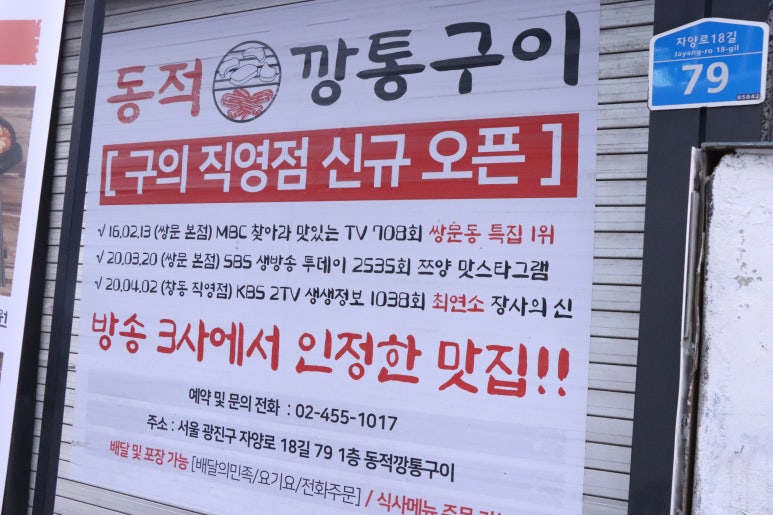 동적 깡통구이
[ 구의 직영점 신규 오픈 ]
√ 16.02.13 (쌍문 본점) MBC 찾아라 맛있는 TV 708회 쌍문동 특집 1위
√ 20.03.20 (쌍문 본점) SBS 생방송 투데이 2535회 쯔양 맛스타그램
√ 20.04.02 (창동 직영점) KBS 2TV 생생정보 1038회 최연소 장사의 신
방송 3사에서 인정한 맛집!!
예약 및 문의 전화 : 02-455-1017
주소 : 서울 광진구 자양로 18길 79 1층 동적깡통구이
배달 및 포장 가능 [배달의민족/요기요/전화주문] / 식사메뉴 주문
자양로18길
Jayang-ro 18-gil
79
05042
원